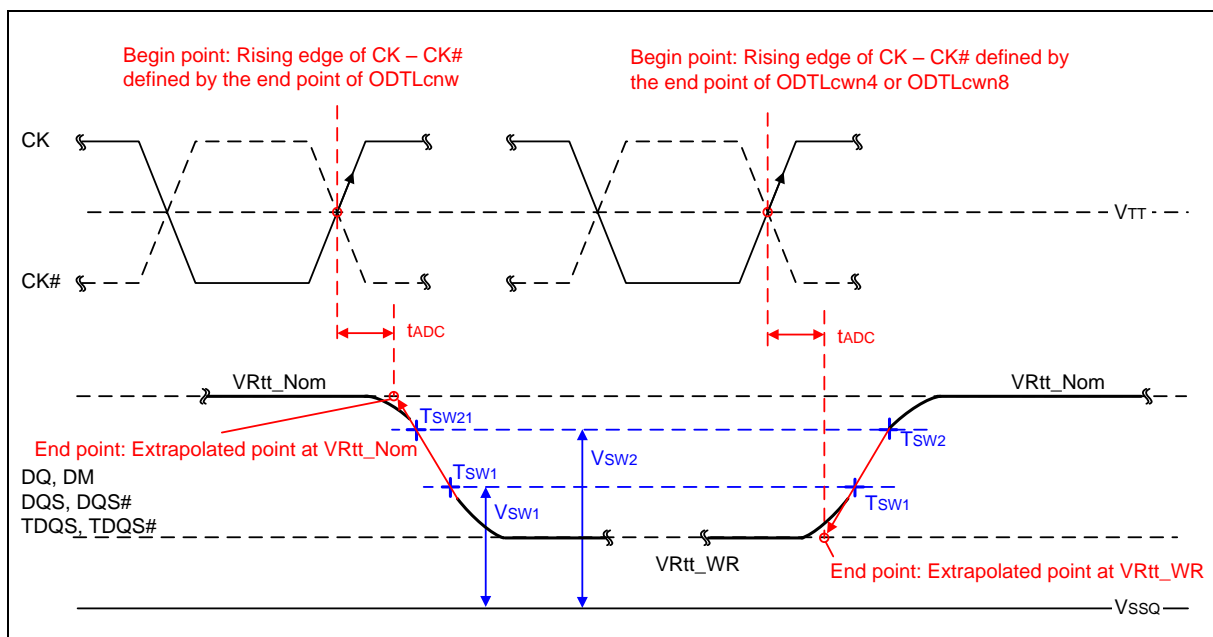 Begin point: Rising edge of CK – CK#
defined by the end point of ODTLcnw
Begin point: Rising edge of CK – CK# defined by
the end point of ODTLcwn4 or ODTLcwn8
CK
VTT
CK#
tADC
tADC
VRtt_Nom
VRtt_Nom
TSW21
TSW2
End point: Extrapolated point at VRtt_Nom
VSW2
DQ, DM
DQS, DQS#
TDQS, TDQS#
TSW1
TSW1
VSW1
VRtt_WR
End point: Extrapolated point at VRtt_WR
VSSQ